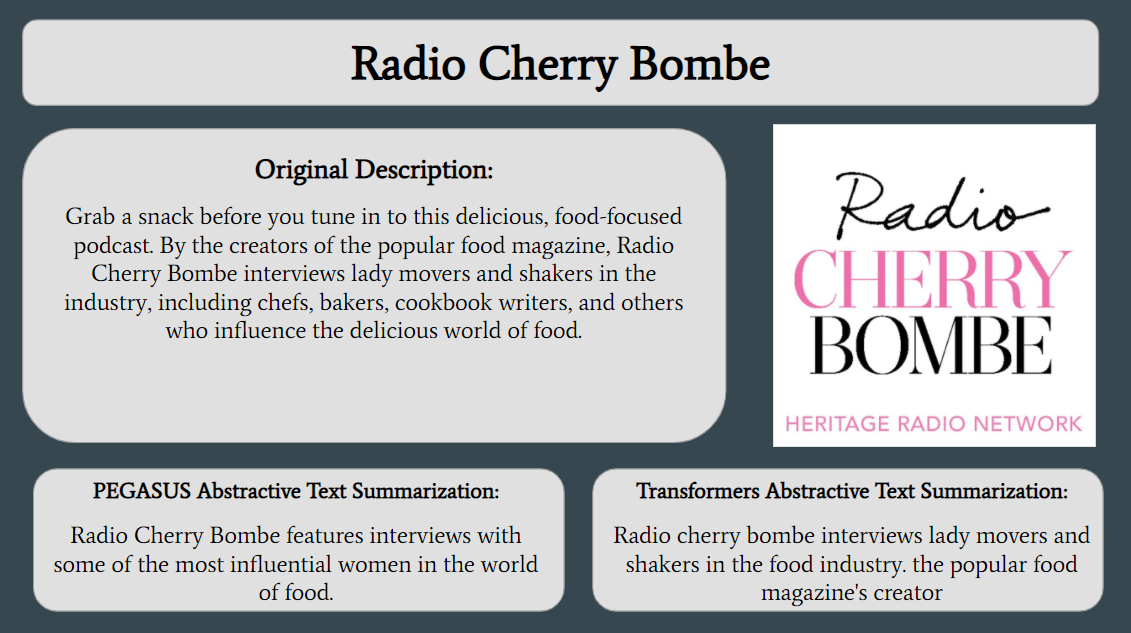 Radio Cherry Bombe
Original Description:
Grab a snack before you tune in to this delicious, food-focused
podcast. By the creators of the popular food magazine, Radio
Cherry Bombe interviews lady movers and shakers in the
industry, including chefs, bakers, cookbook writers, and others
who influence the delicious world of food.
Radio
CHERRY
BOMBE
HERITAGE RADIO NETWORK
PEGASUS Abstractive Text Summarization:
Radio Cherry Bombe features interviews with
some of the most influential women in the world
of food.
Transformers Abstractive Text Summarization:
Radio cherry bombe interviews lady movers and
shakers in the food industry. the popular food
magazine's creator